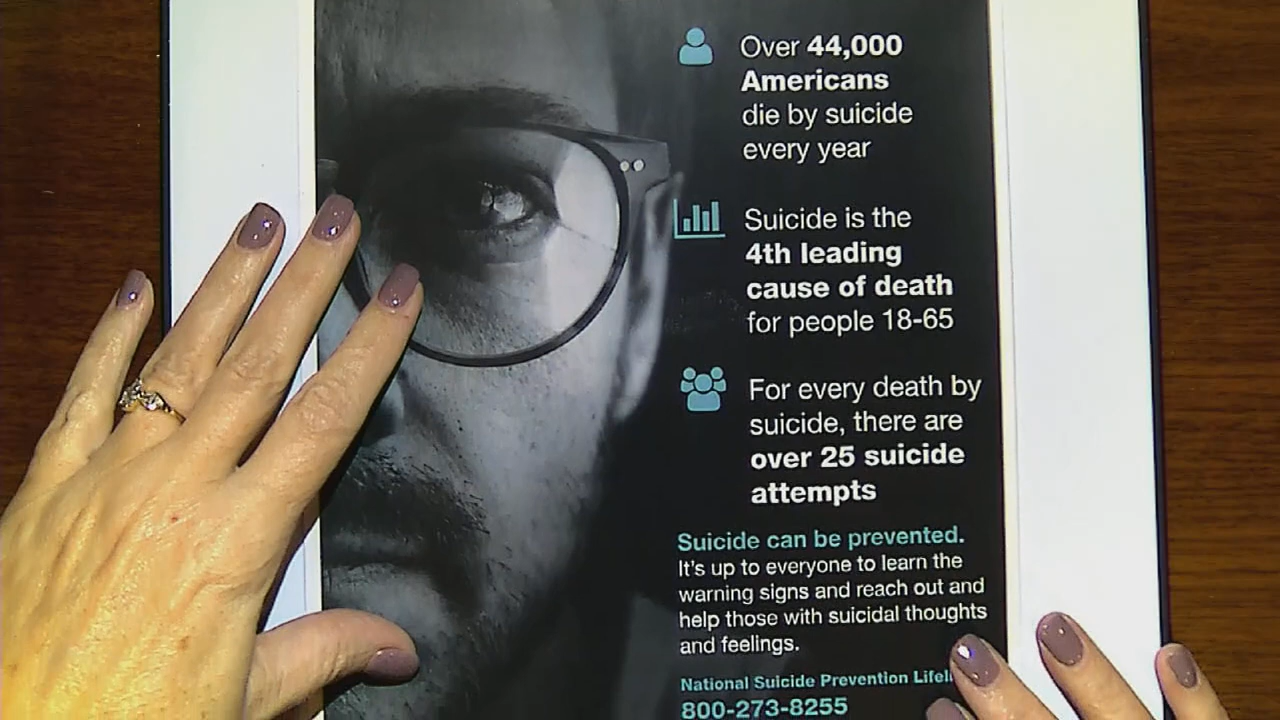 Over 44,000
Americans
die by suicide
every year
Suicide is the
4th leading
cause of death
for people 18-65
For every death by
suicide, there are
over 25 suicide
attempts
Suicide can be prevented.
It's up to everyone to learn the
warning signs and reach out and
help those with suicidal thoughts
and feelings.
National Suicide Prevention
800-273-8255